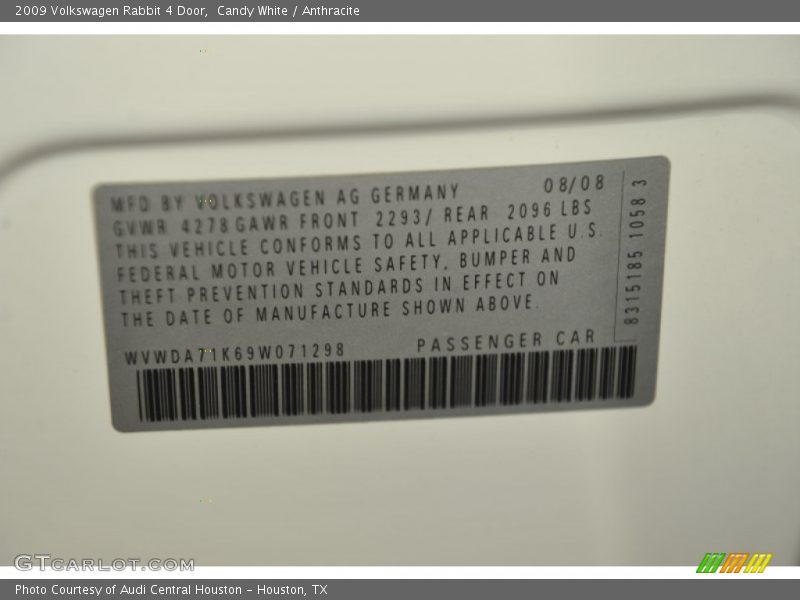 2009 Volkswagen Rabbit 4 Door,  Candy White / Anthracite
MFD BY VOLKSWAGEN AG GERMANY 08/08
GVWR 4278 GAWR FRONT 2293/ REAR 2096 LBS
THIS VEHICLE CONFORMS TO ALL APPLICABLE U.S.
FEDERAL MOTOR VEHICLE SAFETY, BUMPER AND
THEFT PREVENTION STANDARDS IN EFFECT ON
THE DATE OF MANUFACTURE SHOWN ABOVE.
WVWDA71K69W071298 PASSENGER CAR
8315185 1058 3
GTCARLOT.COM
Photo Courtesy of Audi Central Houston – Houston, TX